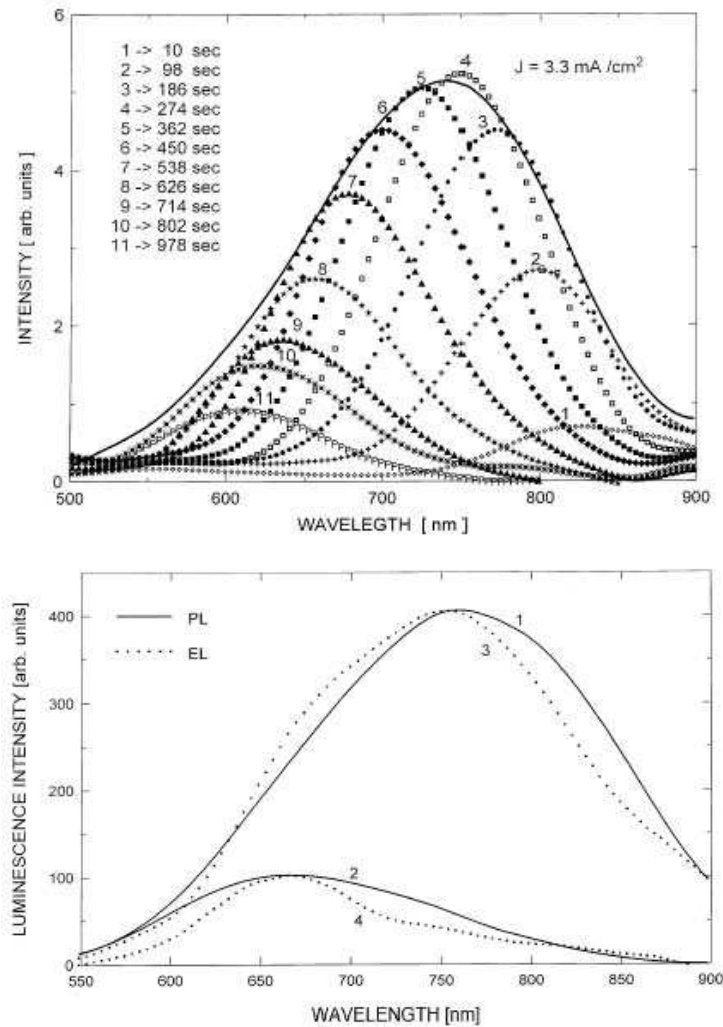 6
1 -> 10 sec
2 -> 98 sec
3 -> 186 sec
4 -> 274 sec
5 -> 362 sec
6 -> 450 sec
7 -> 538 sec
8 -> 626 sec
9 -> 714 sec
10 -> 802 sec
11 -> 978 sec
J = 3.3 mA /cm²
4
5
6
3
7
2
8
9
10
11
1
4
2
0
INTENSITY [ arb. units ]
500 600 700 800 900
WAVELEGTH [ nm ]
LUMINESCENCE INTENSITY [arb. units]
400
300
200
100
0
PL
EL
1
3
2
4
550 600 650 700 750 800 850 900
WAVELENGTH [nm]